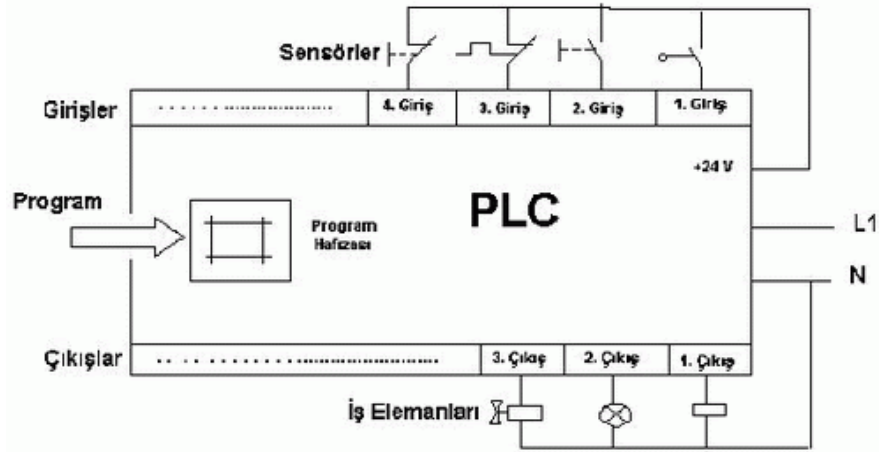 Sensörler
Girişler
4. Giriş
3. Giriş
2. Giriş
1. Giriş
+24 V
Program
Program
Hafızası
PLC
L1
N
Çıkışlar
3. Çıkış
2. Çıkış
1. Çıkış
İş Elemanları